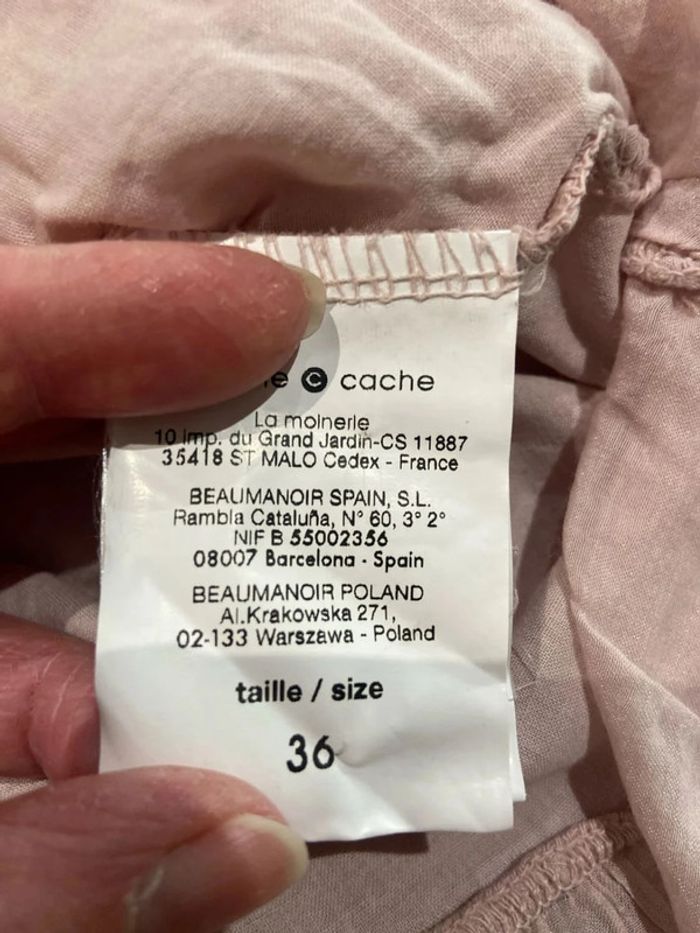 © cache
La moinerie
10 imp. du Grand Jardin-CS 11887
35418 ST MALO Cedex - France
BEAUMANOIR SPAIN, S.L.
Rambla Cataluña, N° 60, 3° 2°
NIF B 55002356
08007 Barcelona - Spain
BEAUMANOIR POLAND
Al.Krakowska 271,
02-133 Warszawa - Poland
taille / size
36